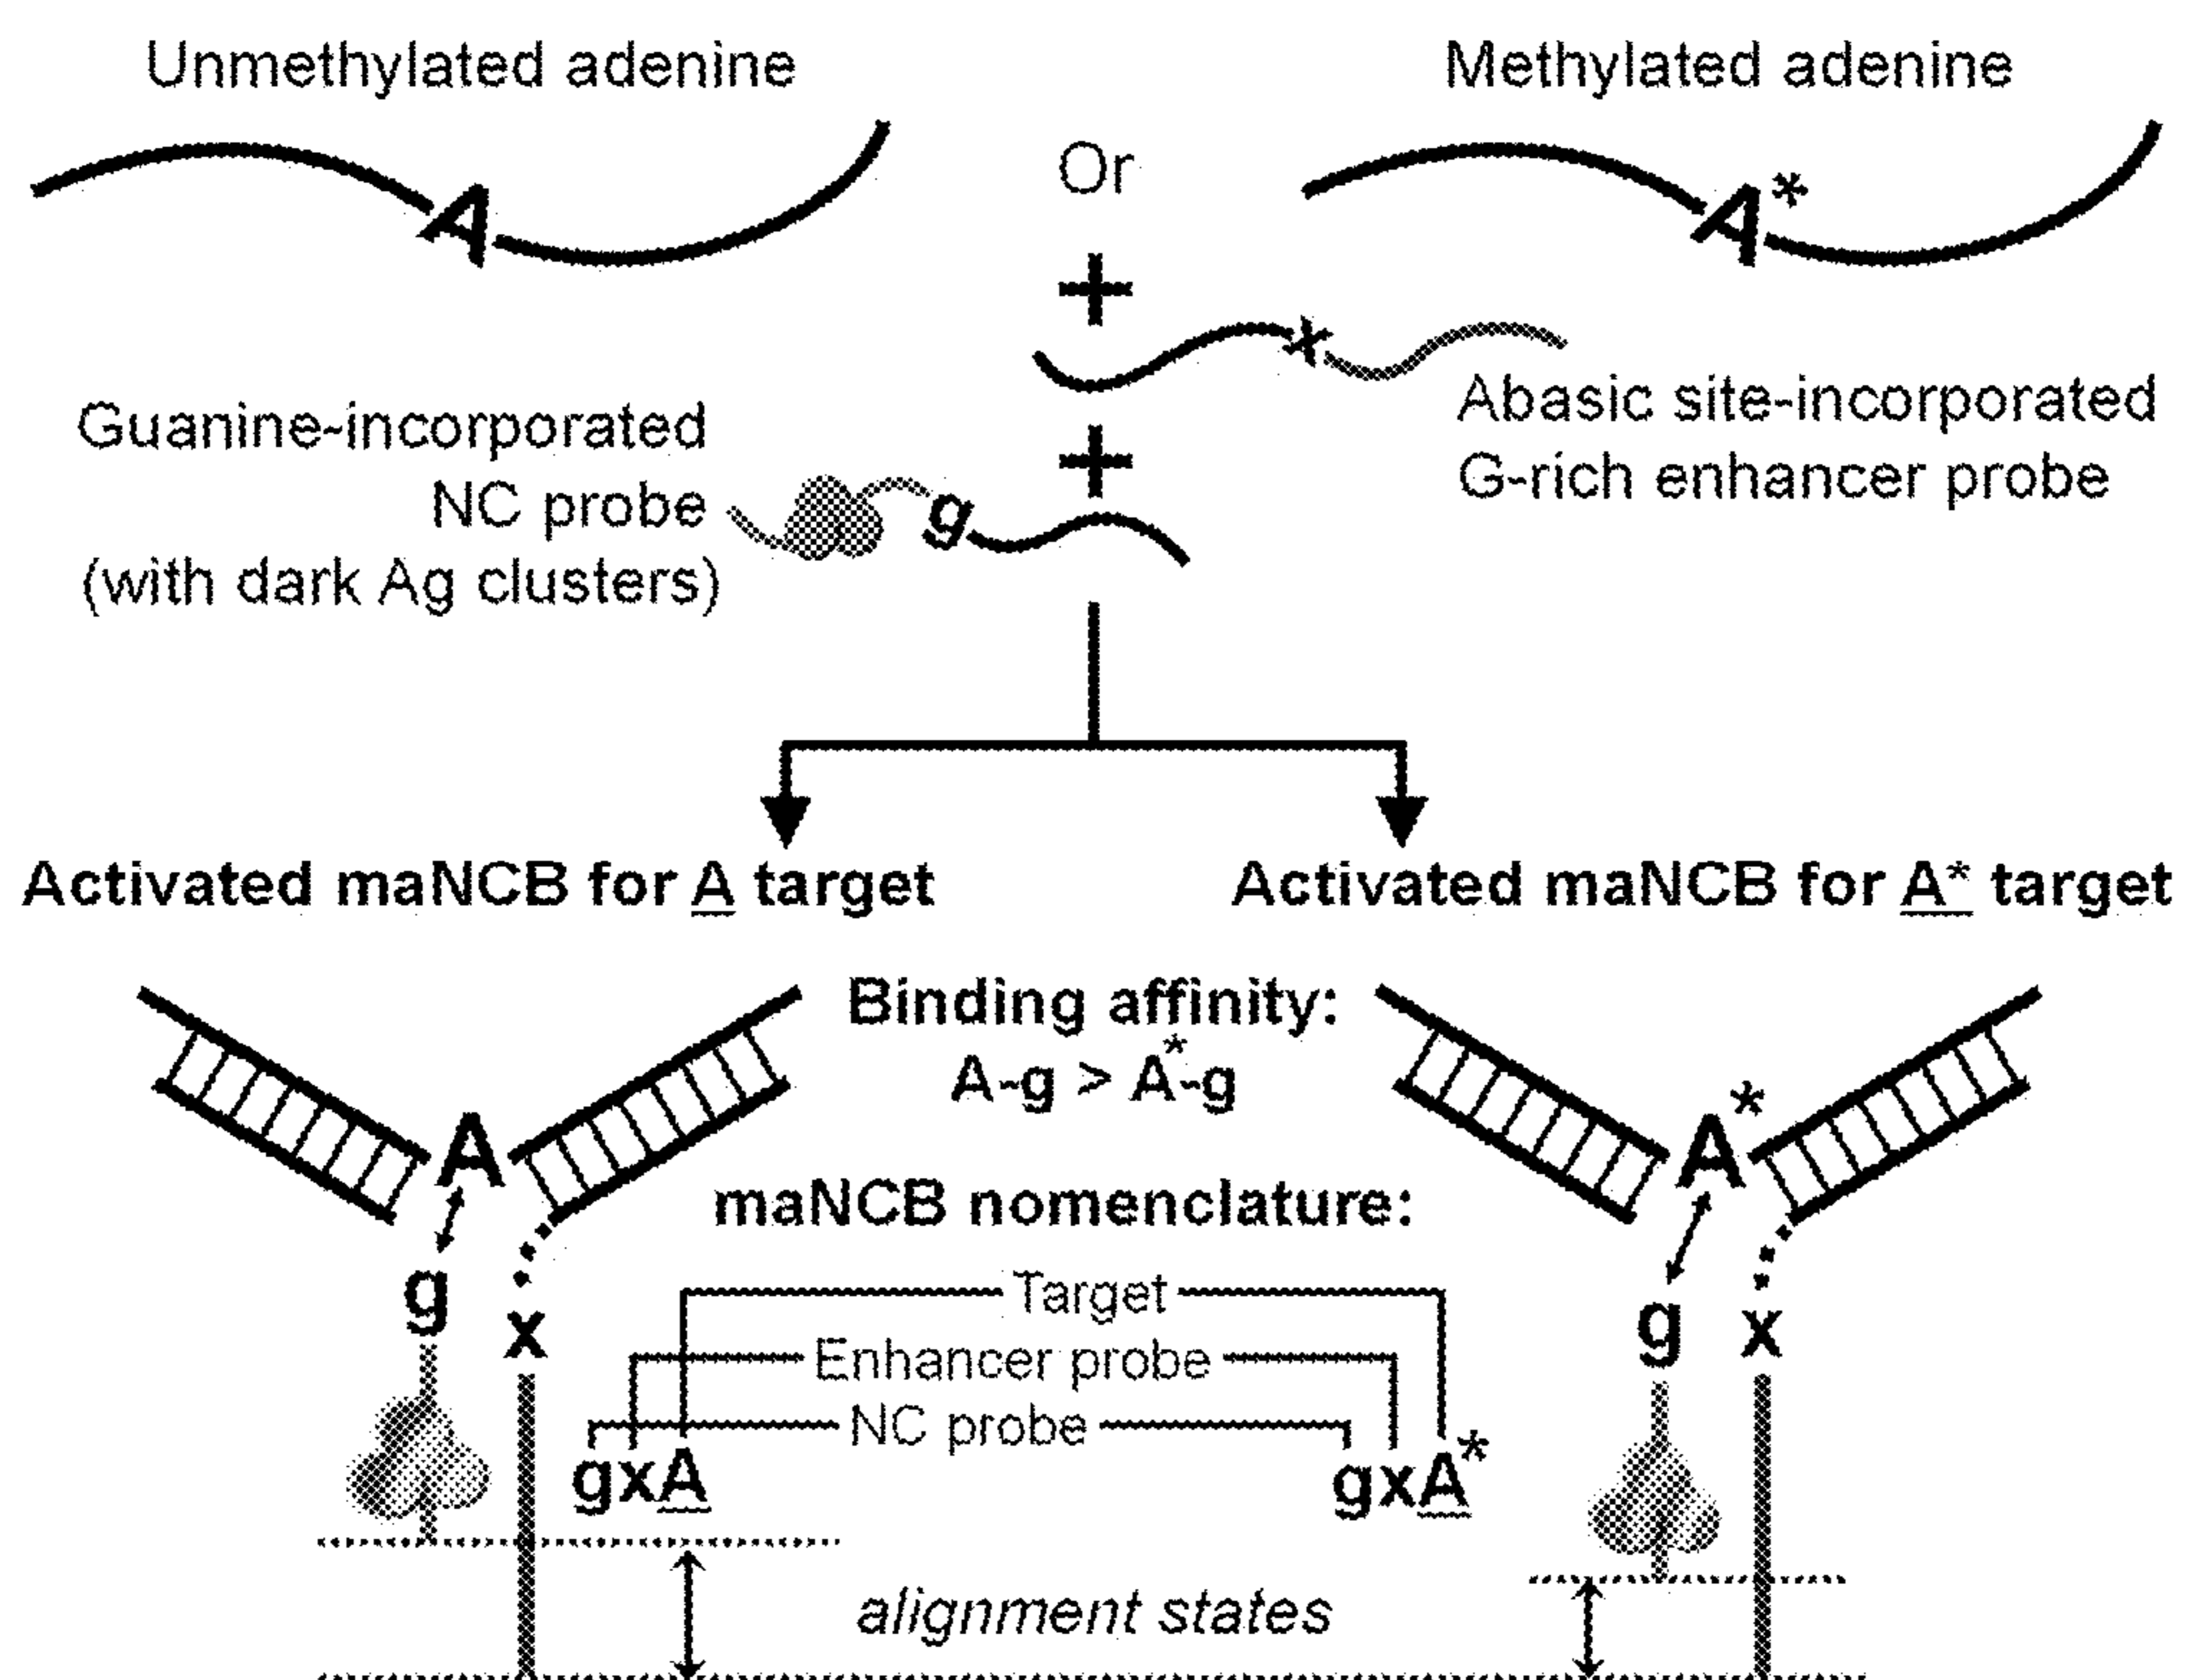 Unmethylated adenine
Methylated adenine
A
Or
A*
+
x
Abasic site-incorporated
G-rich enhancer probe
Guanine-incorporated
NC probe
(with dark Ag clusters)
+
g
Activated maNCB for A target
Activated maNCB for A* target
Binding affinity:
A-g > A*-g
A
A*
maNCB nomenclature:
g
x
g
x
Target
Enhancer probe
NC probe
gxA
gxA*
alignment states